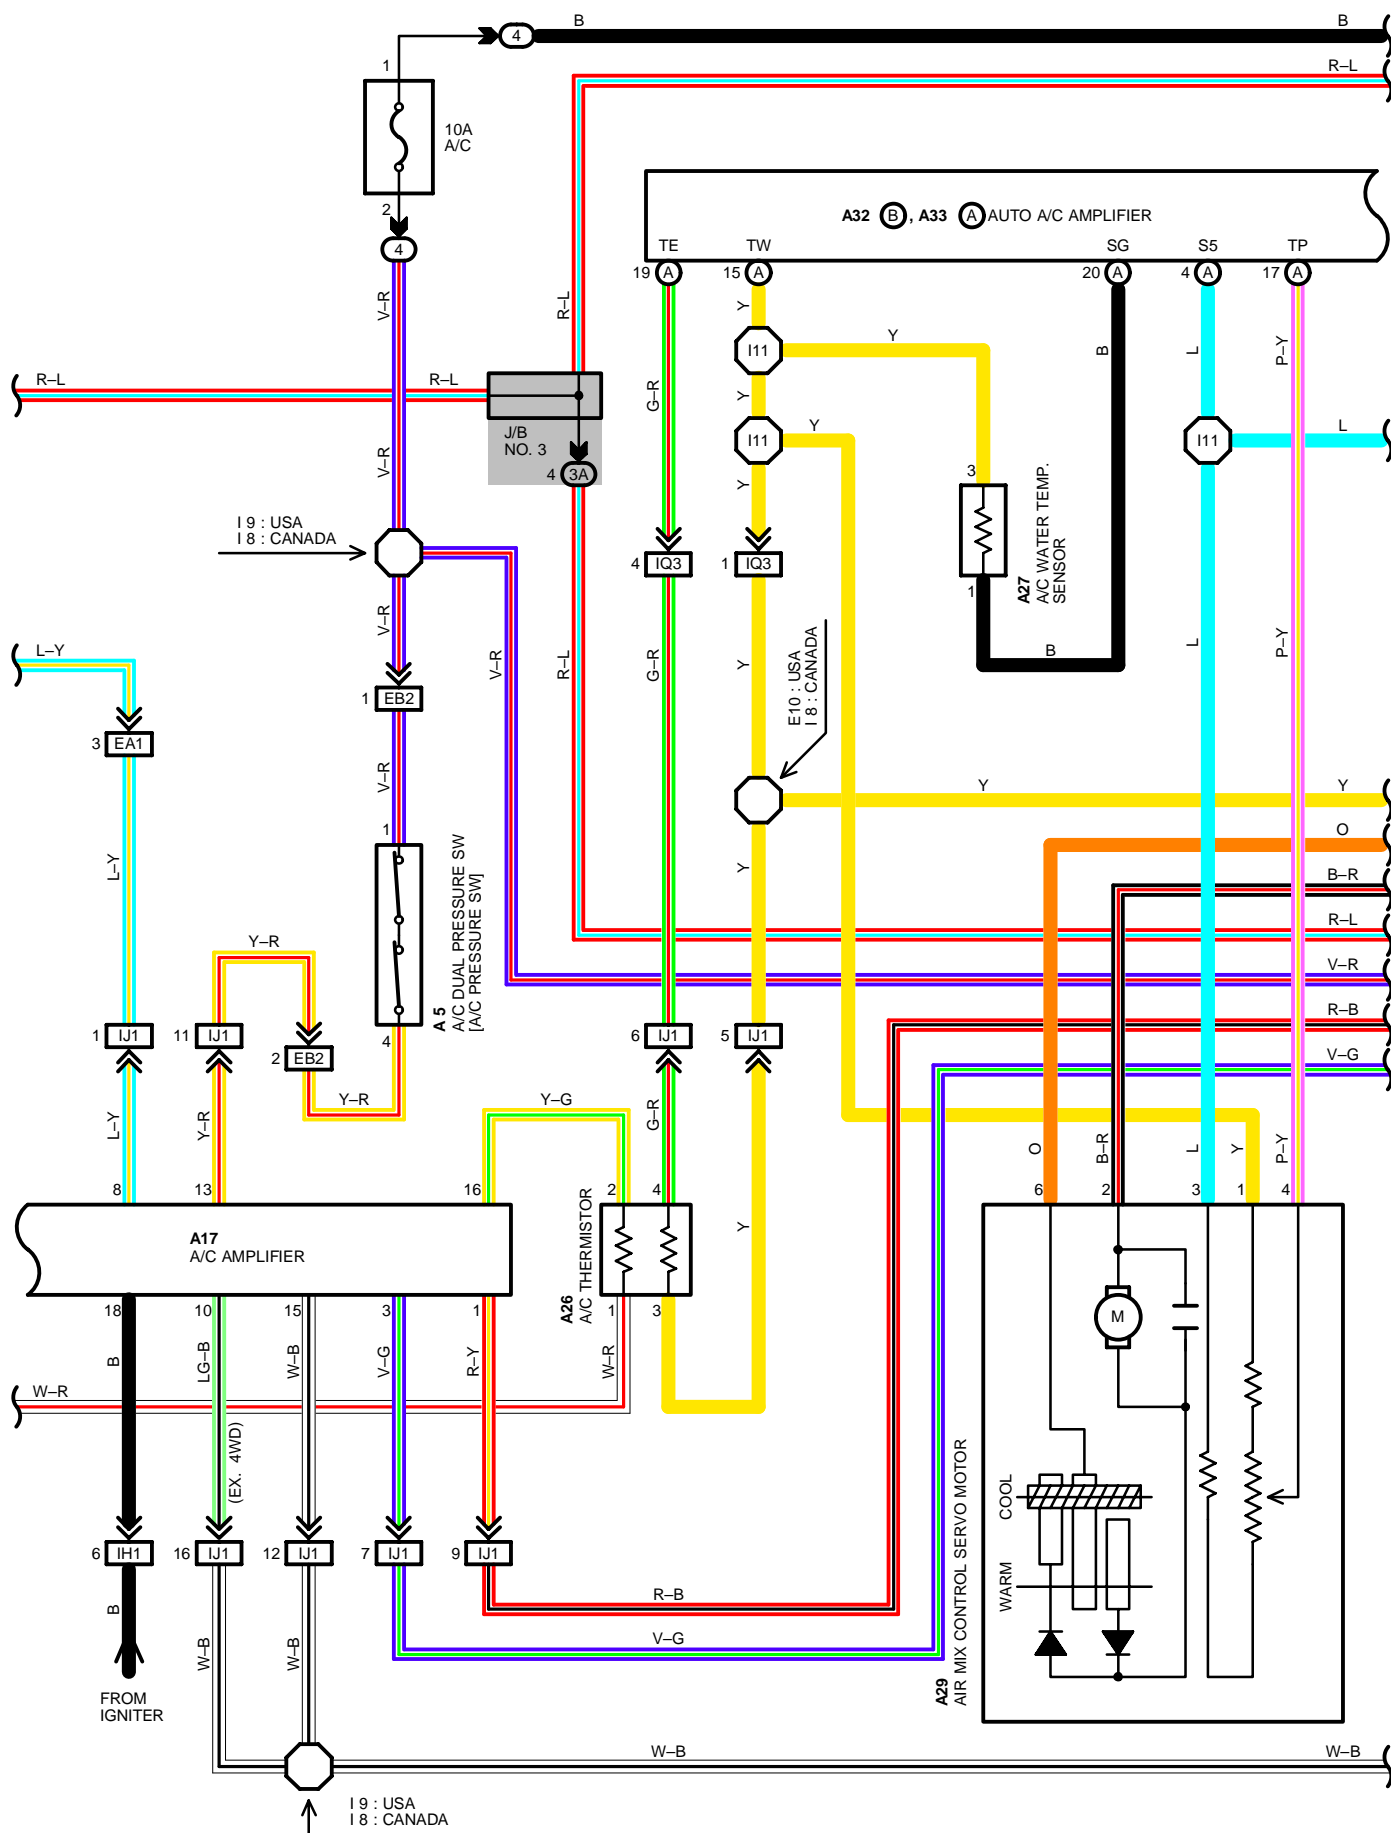 B
B
4
R–L
1
10A
A/C
2
4
A32 B , A33 A AUTO A/C AMPLIFIER
TE
TW
SG
S5
TP
19 A
15 A
20 A
4 A
17 A
V–R
R–L
Y
I11
Y
B
L
P–Y
R–L
R–L
G–R
Y
J/B
NO. 3
4 3A
I11
Y
I11
L
V–R
Y
3
I 9 : USA
I 8 : CANADA
4 IQ3
1 IQ3
1
A27
A/C WATER TEMP.
SENSOR
V–R
V–R
R–L
G–R
Y
B
L
P–Y
L–Y
E10 : USA
I 8 : CANADA
1 EB2
3 EA1
V–R
Y
Y
1
O
L–Y
Y
B–R
A 5
A/C DUAL PRESSURE SW
[A/C PRESSURE SW]
R–L
Y–R
V–R
R–B
1 IJ1
11 IJ1
2 EB2
4
6 IJ1
5 IJ1
V–G
Y–R
Y–G
L–Y
Y–R
G–R
O
B–R
L
Y
P–Y
8
13
16
2
4
6
2
3
1
4
A17
A/C AMPLIFIER
A26
A/C THERMISTOR
Y
18
10
15
3
1
1
3
M
B
LG–B
W–B
V–G
R–Y
W–R
W–R
(EX. 4WD)
COOL
WARM
A29
AIR MIX CONTROL SERVO MOTOR
6 IH1
16 IJ1
12 IJ1
7 IJ1
9 IJ1
B
W–B
W–B
R–B
V–G
FROM
IGNITER
W–B
W–B
I 9 : USA
I 8 : CANADA